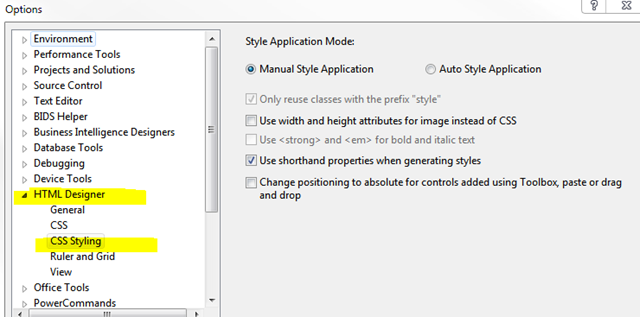 Options
?
Environment
Performance Tools
Projects and Solutions
Source Control
Text Editor
BIDS Helper
Business Intelligence Designers
Database Tools
Debugging
Device Tools
HTML Designer
General
CSS
CSS Styling
Ruler and Grid
View
Office Tools
PowerCommands
Style Application Mode:
Manual Style Application
Auto Style Application
Only reuse classes with the prefix "style"
Use width and height attributes for image instead of CSS
Use <strong> and <em> for bold and italic text
Use shorthand properties when generating styles
Change positioning to absolute for controls added using Toolbox, paste or drag
and drop